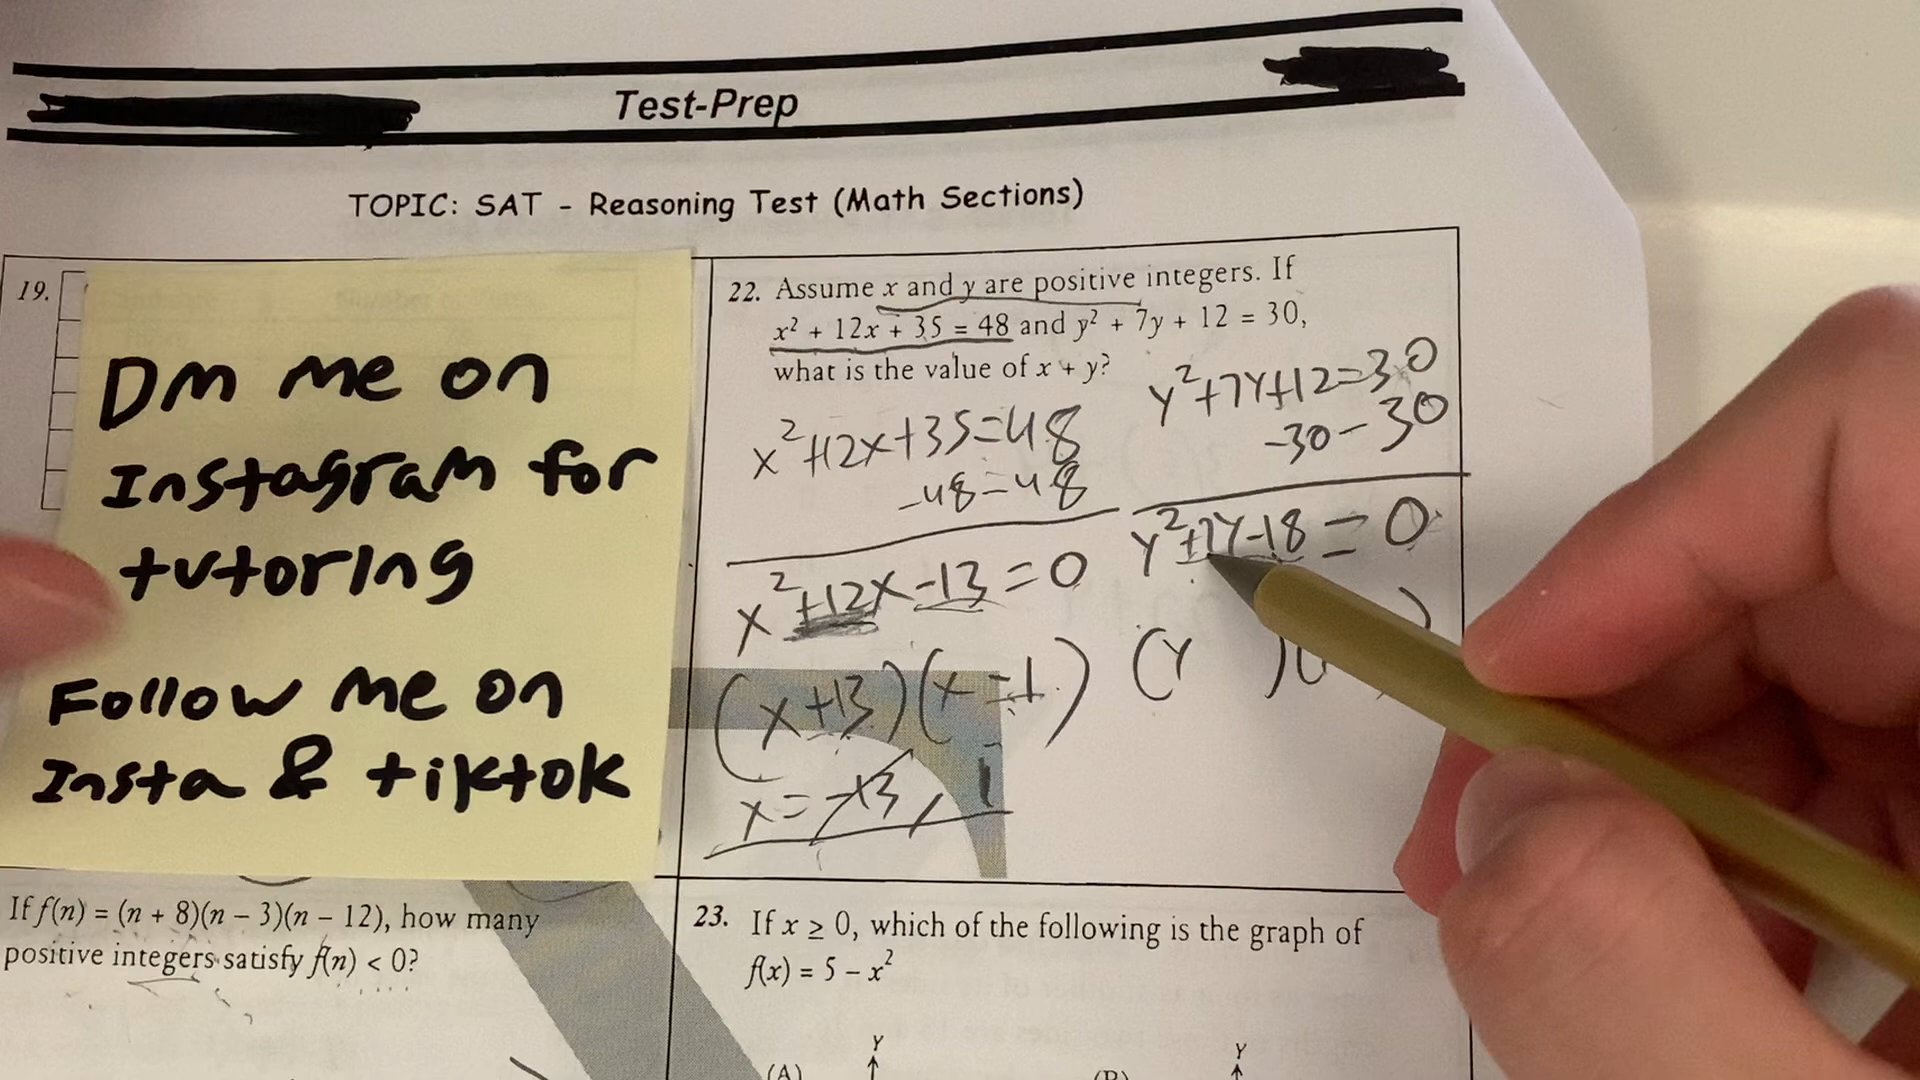 Test-Prep
TOPIC: SAT - Reasoning Test (Math Sections)
19.
Dm me on
Instagram for
tutoring
Follow me on
Insta & tiktok
22. Assume x and y are positive integers. If
x² + 12x + 35 = 48 and y² + 7y + 12 = 30,
what is the value of x + y?
x²+12x+35=48
-48=48
x²+12x-13=0
(x+13)(x-1)
x=-13, 1
y²+7y+12=30
-30-30
y²+7y-18=0
(y )( )
If f(n) = (n + 8)(n – 3)(n – 12), how many
positive integers satisfy f(n) < 0?
23. If x ≥ 0, which of the following is the graph of
f(x) = 5 – x²
Y
Y
(A)
(B)